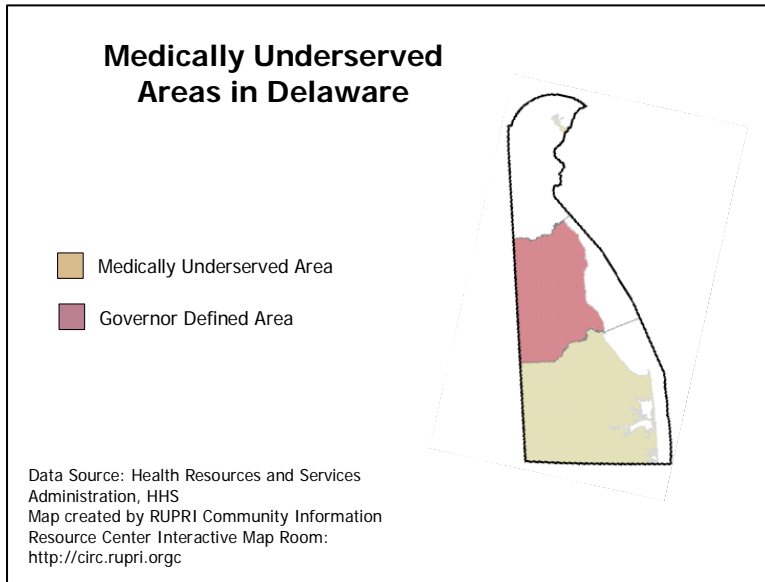 Medically Underserved
Areas in Delaware
Medically Underserved Area
Governor Defined Area
Data Source: Health Resources and Services
Administration, HHS
Map created by RUPRI Community Information
Resource Center Interactive Map Room:
http://circ.rupri.orgc